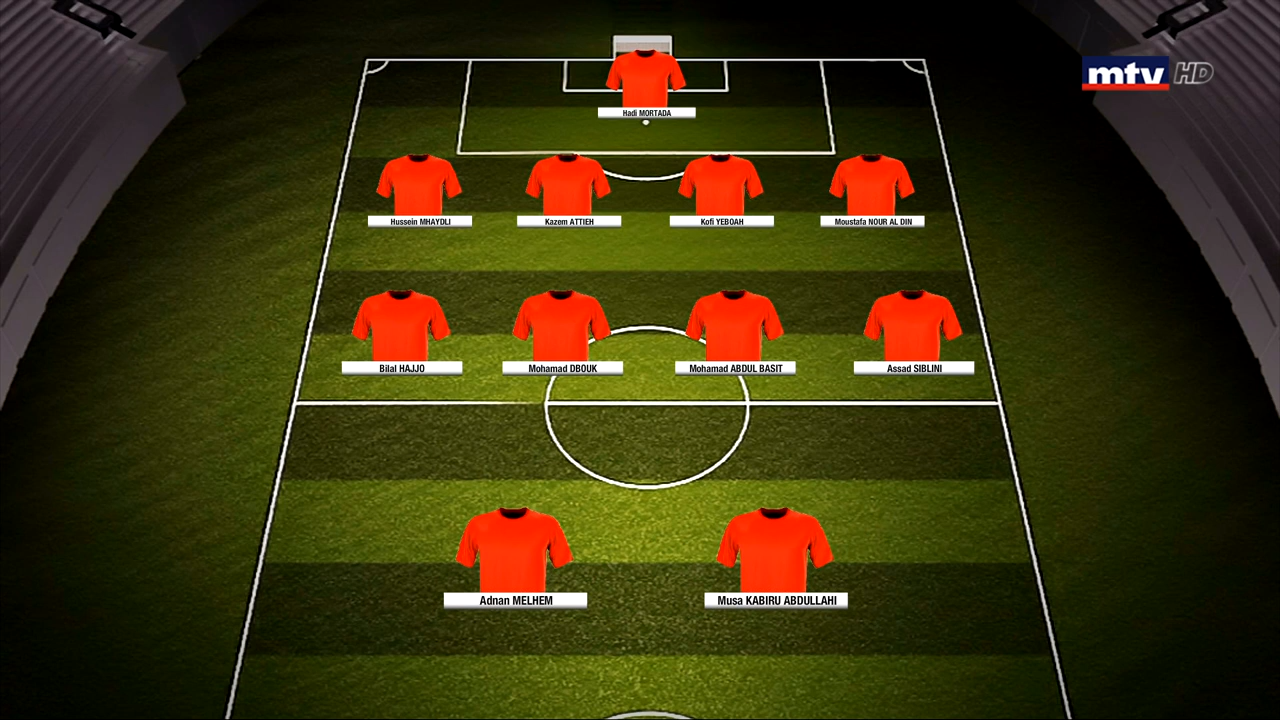 mtv HD
Hadi MORTADA
Hussein MHAYDLI
Kazem ATTIEH
Kofi YEBOAH
Moustafa NOUR AL DIN
Bilal HAJJO
Mohamad DBOUK
Mohamad ABDUL BASIT
Assad SIBLINI
Adnan MELHEM
Musa KABIRU ABDULLAHI